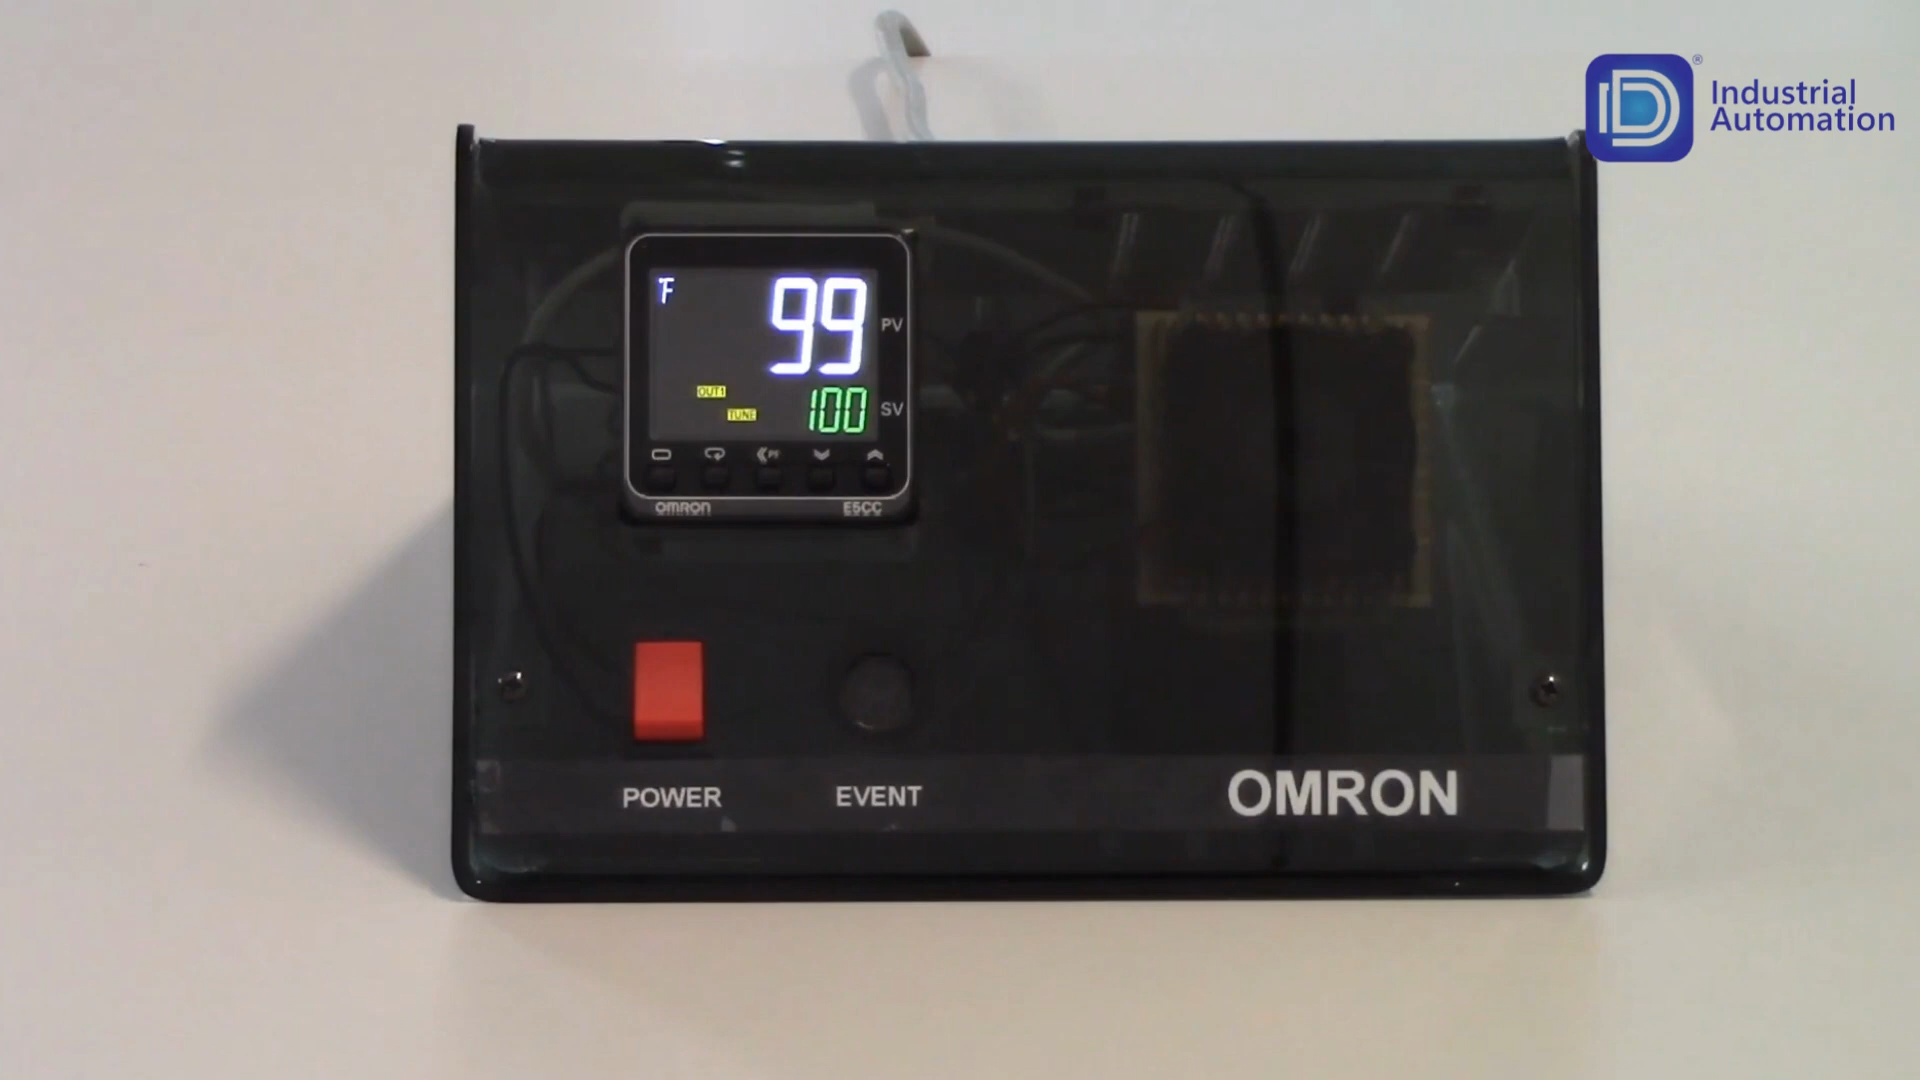 Industrial
Automation
°F
99
PV
OUT1
TUNE
100
SV
PF
OMRON
E5CC
POWER
EVENT
OMRON